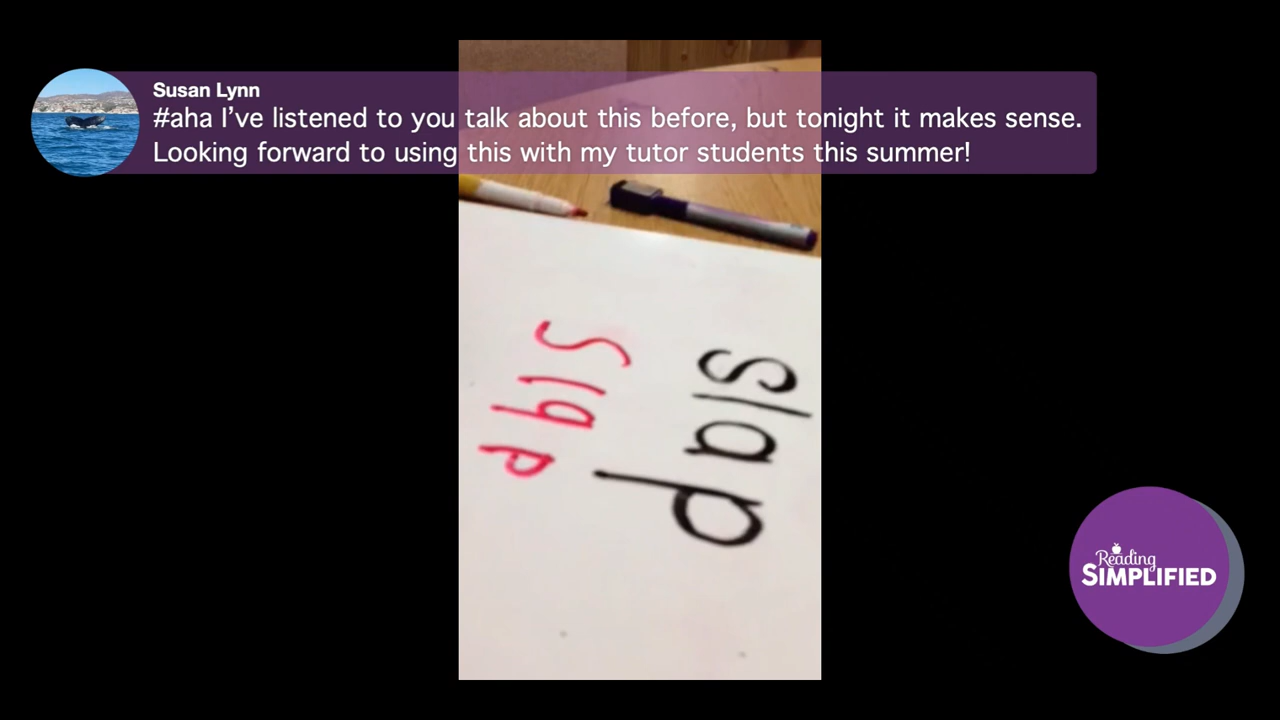 Susan Lynn
#aha I've listened to you talk about this before, but tonight it makes sense.
Looking forward to using this with my tutor students this summer!
slap
Reading
SIMPLIFIED